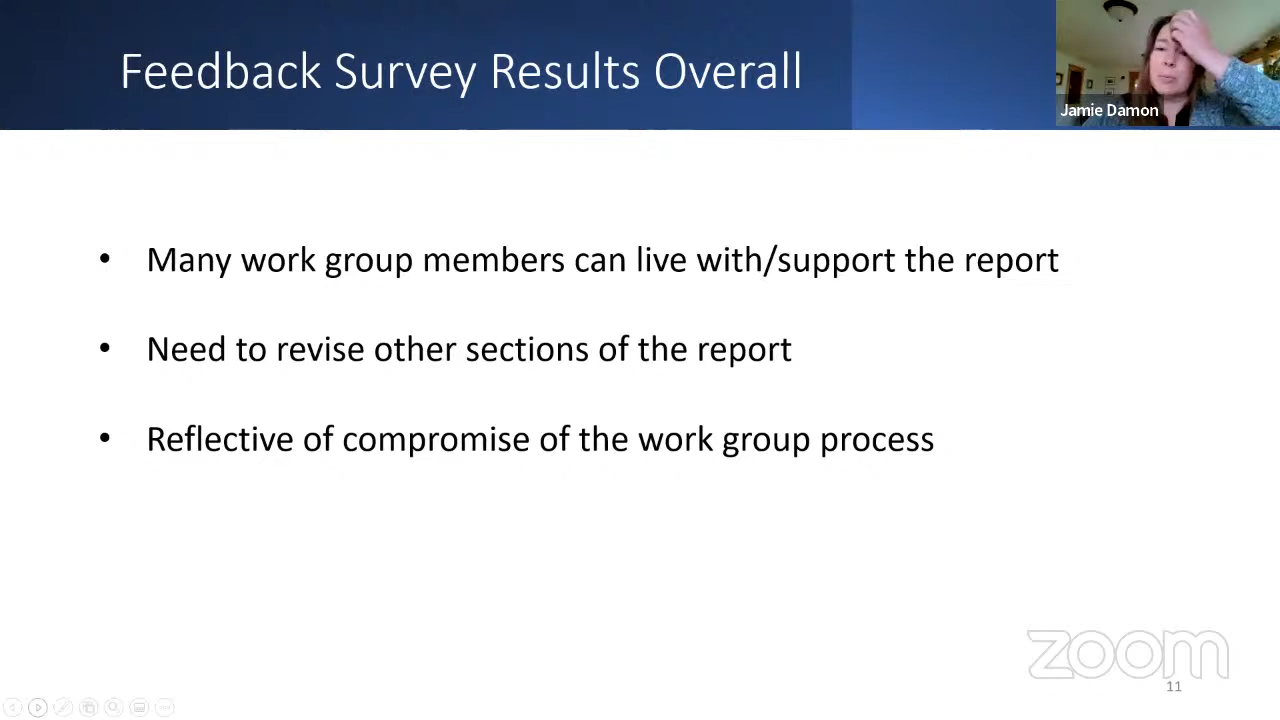 Feedback Survey Results Overall
Jamie Damon
• Many work group members can live with/support the report
• Need to revise other sections of the report
• Reflective of compromise of the work group process
zoom
11